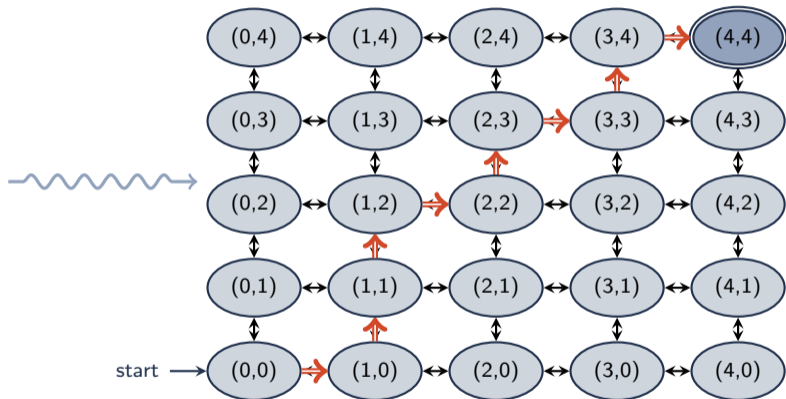 (0,4) (1,4) (2,4) (3,4) (4,4)
(0,3) (1,3) (2,3) (3,3) (4,3)
(0,2) (1,2) (2,2) (3,2) (4,2)
(0,1) (1,1) (2,1) (3,1) (4,1)
start (0,0) (1,0) (2,0) (3,0) (4,0)